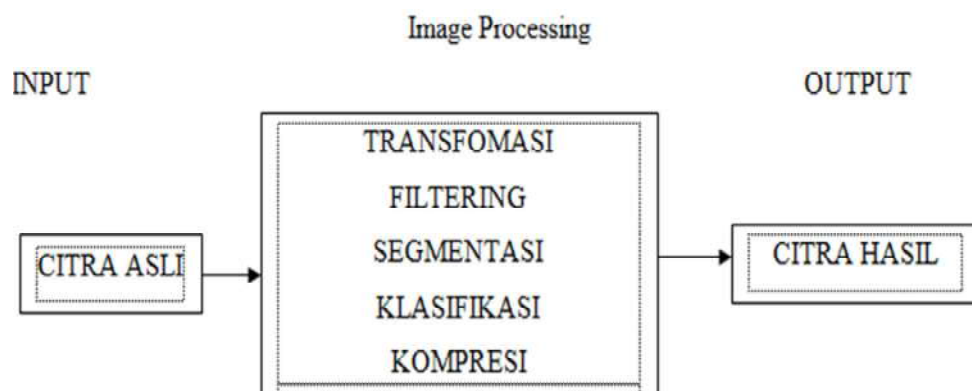 Image Processing
INPUT
OUTPUT
TRANSFOMASI
FILTERING
SEGMENTASI
KLASIFIKASI
KOMPRESI
CITRA ASLI
CITRA HASIL